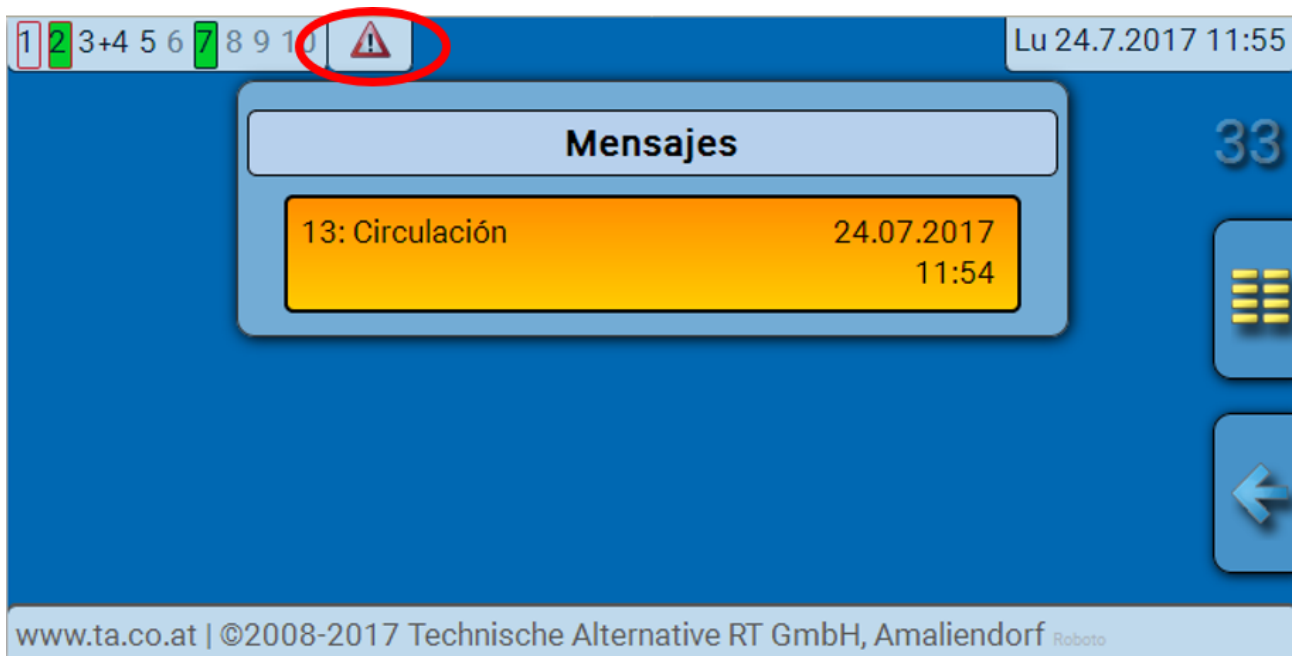 1 2 3+4 5 6 7 8 9 10
Lu 24.7.2017 11:55
Mensajes
33
13: Circulación 24.07.2017
11:54
www.ta.co.at | ©2008-2017 Technische Alternative RT GmbH, Amaliendorf Roboto